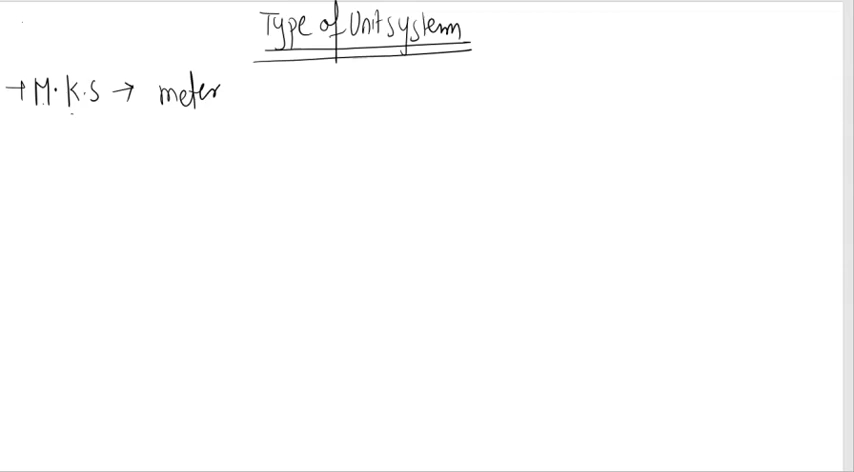 Type of Unit system
→ M.K.S → meter